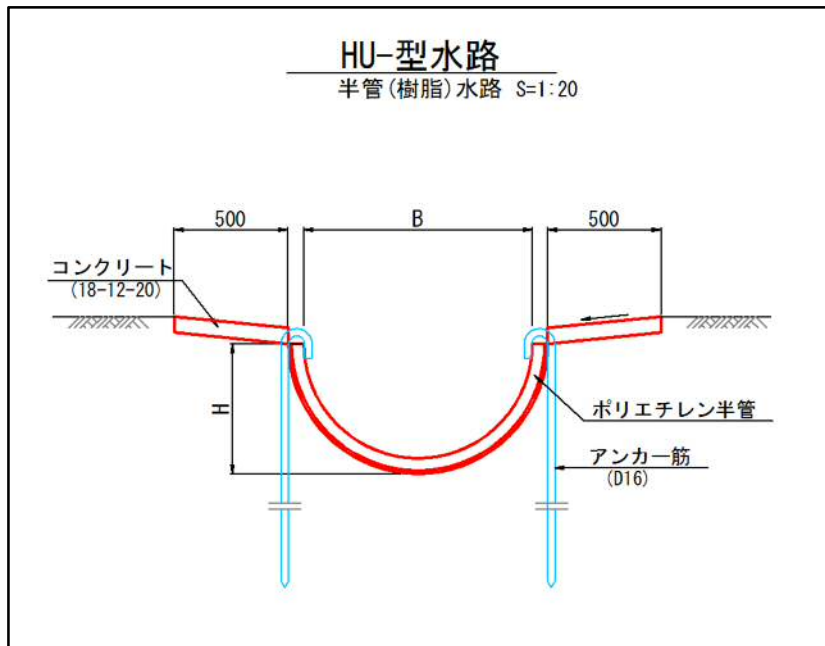 HU-型水路
半管(樹脂)水路 S=1:20
500
B
500
コンクリート
(18-12-20)
H
ポリエチレン半管
アンカー筋
(D16)